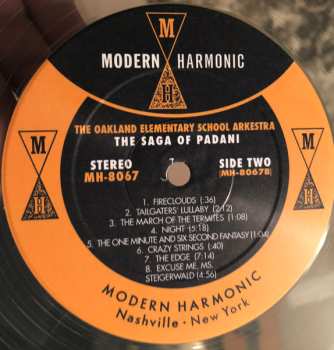 M
MODERN HARMONIC
H
M
H
M
H
THE OAKLAND ELEMENTARY SCHOOL ARKESTRA
THE SAGA OF PADANI
STEREO
MH-8067
SIDE TWO
(MH-8067B)
1. FIRECLOUDS (:36)
2. TAILGATERS' LULLABY (2:12)
3. THE MARCH OF THE TERMITES (1:08)
4. NIGHT (5:18)
5. THE ONE MINUTE AND SIX SECOND FANTASY (1:04)
6. CRAZY STRINGS (:40)
7. THE EDGE (7:14)
8. EXCUSE ME, MS.
STEIGERWALD (4:56)
MODERN HARMONIC
Nashville • New York